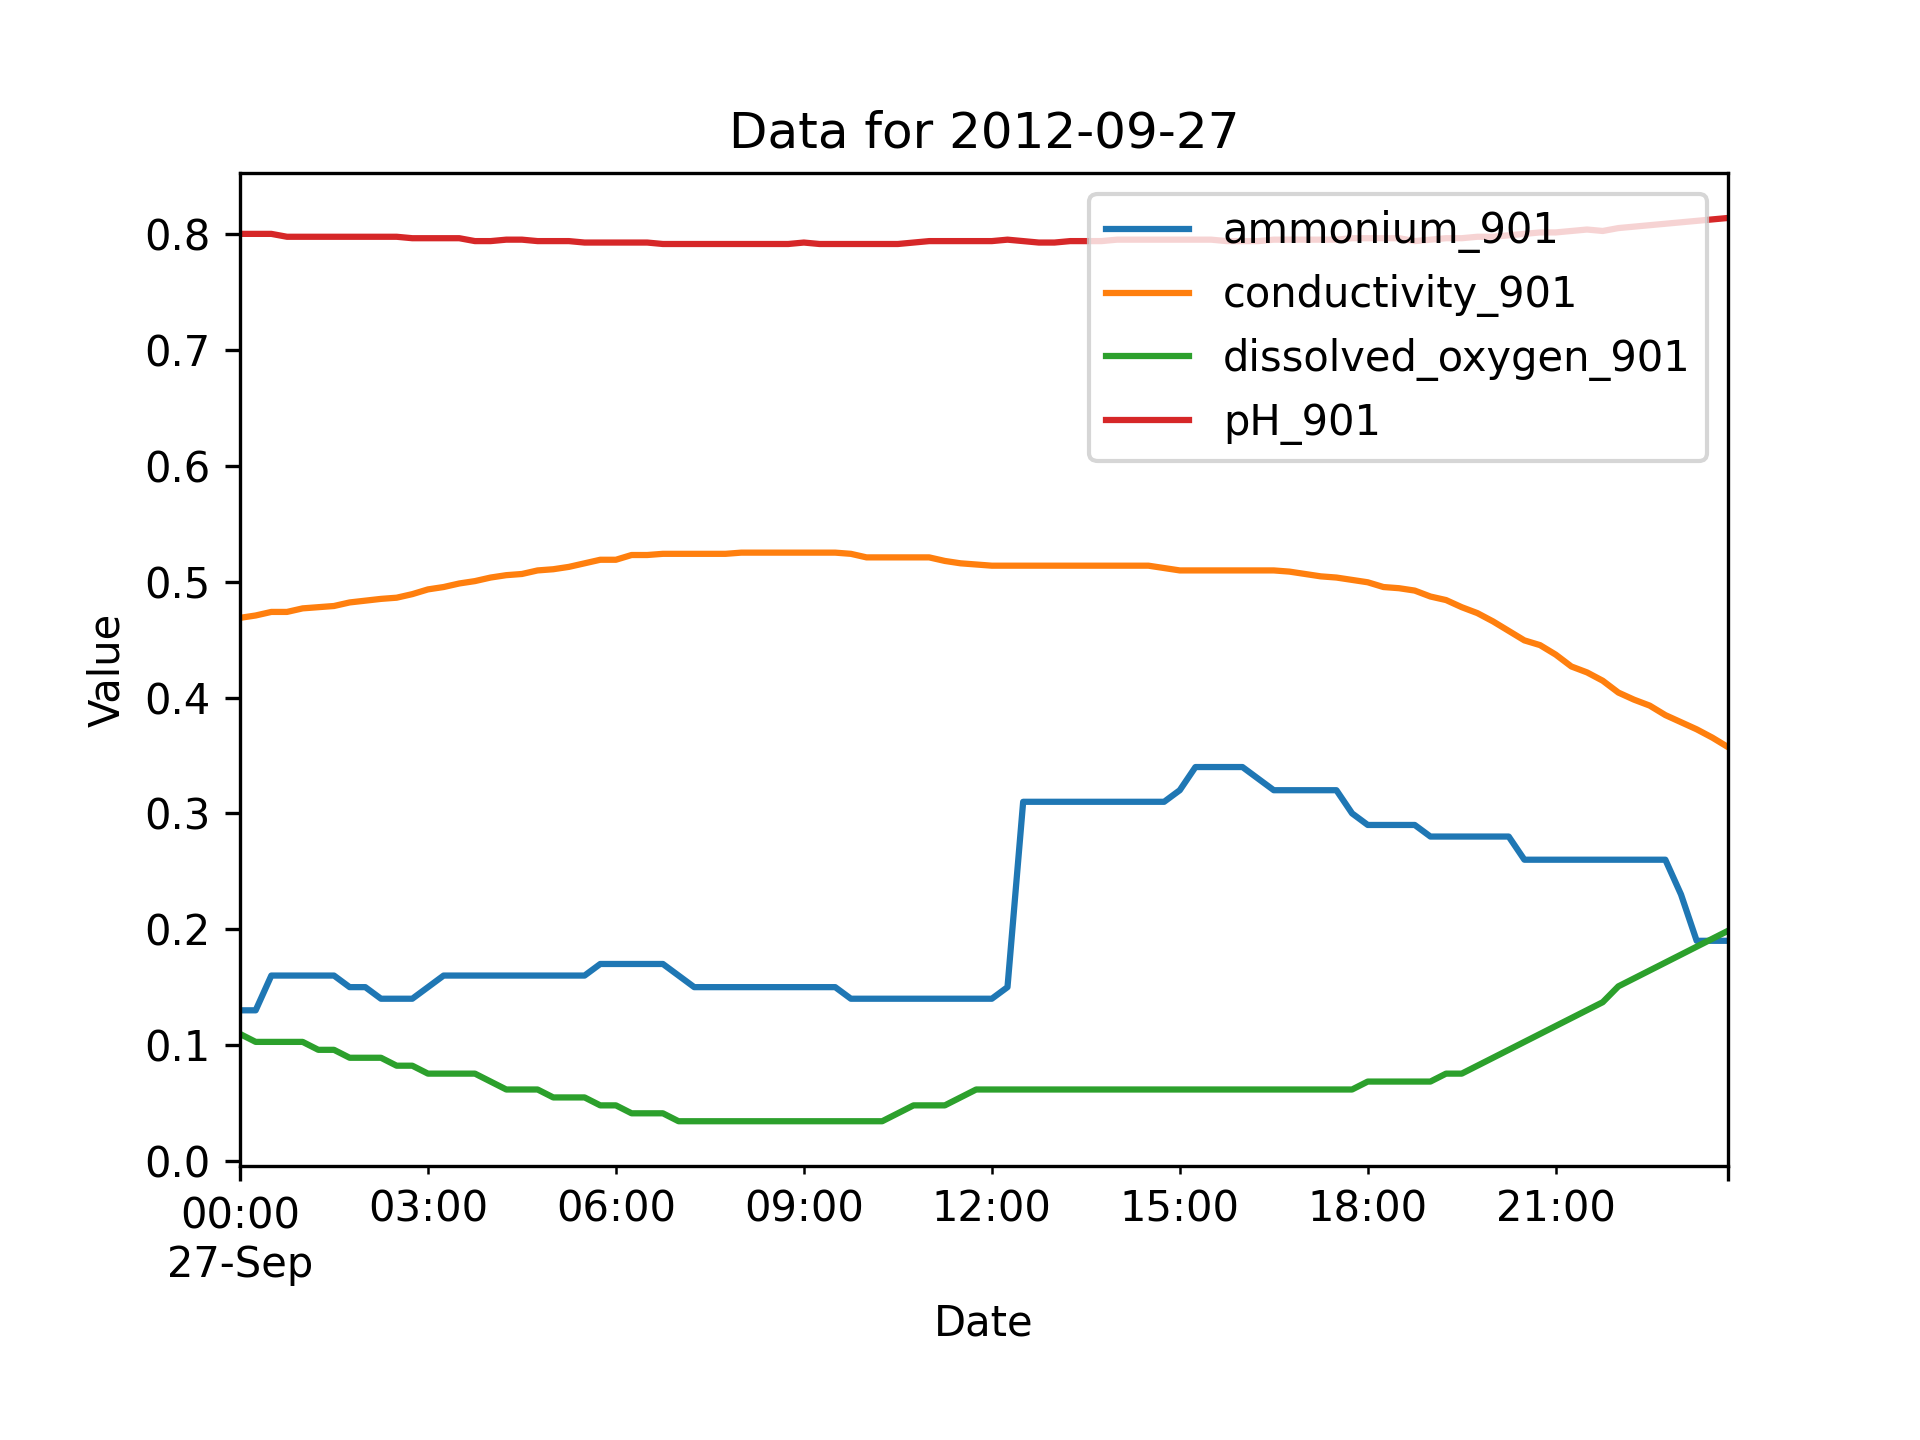 Data for 2012-09-27
ammonium_901
conductivity_901
dissolved_oxygen_901
pH_901
0.8
0.7
0.6
0.5
0.4
0.3
0.2
0.1
0.0
Value
00:00 03:00 06:00 09:00 12:00 15:00 18:00 21:00
27-Sep
Date